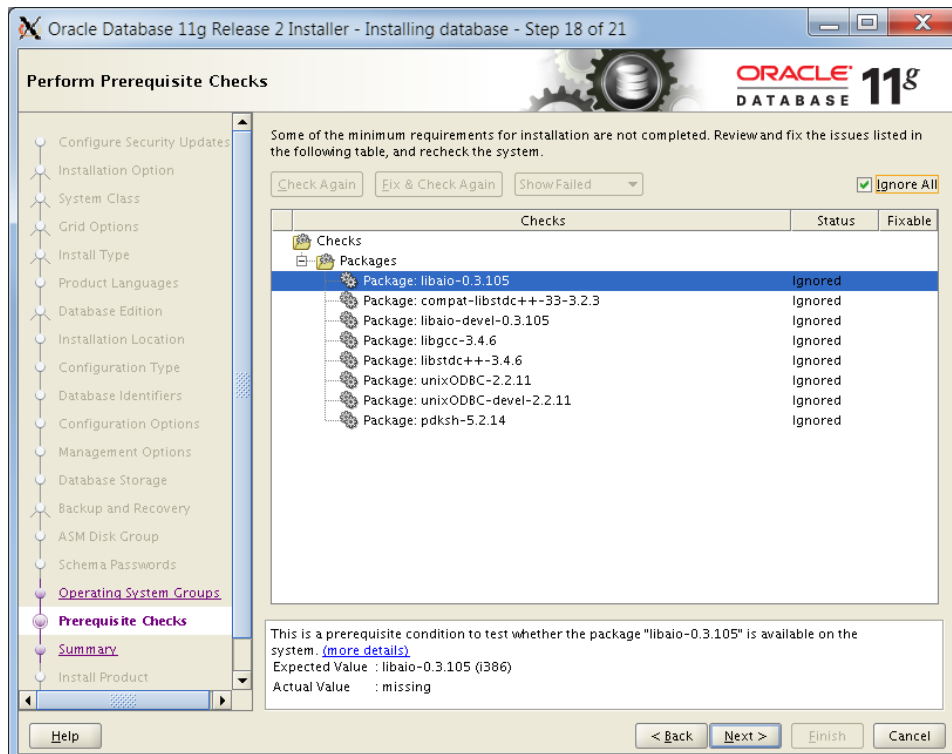 Oracle Database 11g Release 2 Installer - Installing database - Step 18 of 21
Perform Prerequisite Checks
ORACLE 11g
DATABASE
Configure Security Updates
Installation Option
System Class
Grid Options
Install Type
Product Languages
Database Edition
Installation Location
Configuration Type
Database Identifiers
Configuration Options
Management Options
Database Storage
Backup and Recovery
ASM Disk Group
Schema Passwords
Operating System Groups
Prerequisite Checks
Summary
Install Product
Some of the minimum requirements for installation are not completed. Review and fix the issues listed in
the following table, and recheck the system.
Check Again Fix & Check Again Show Failed Ignore All
Checks Status Fixable
Checks
Packages
Package: libaio-0.3.105 Ignored
Package: compat-libstdc++-33-3.2.3 Ignored
Package: libaio-devel-0.3.105 Ignored
Package: libgcc-3.4.6 Ignored
Package: libstdc++-3.4.6 Ignored
Package: unixODBC-2.2.11 Ignored
Package: unixODBC-devel-2.2.11 Ignored
Package: pdksh-5.2.14 Ignored
This is a prerequisite condition to test whether the package "libaio-0.3.105" is available on the
system. (more details)
Expected Value : libaio-0.3.105 (i386)
Actual Value : missing
Help < Back Next > Finish Cancel